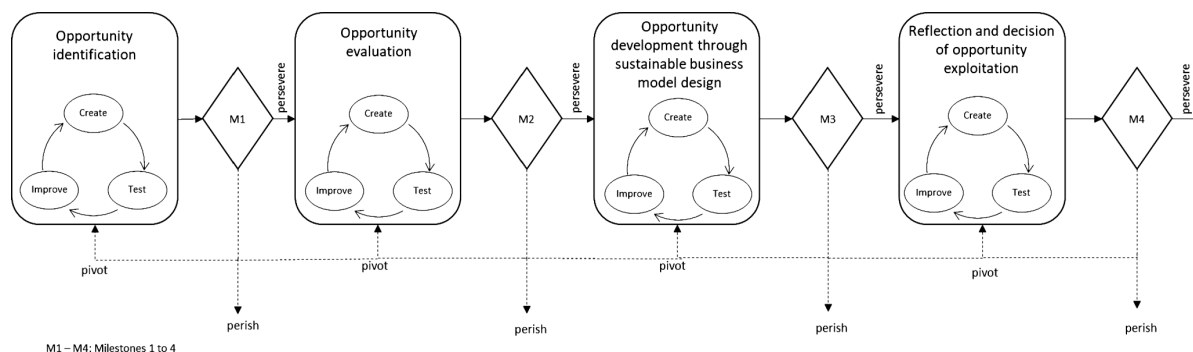 Opportunity
identification
Create
Improve
Test
M1
persevere
Opportunity
evaluation
Create
Improve
Test
M2
persevere
Opportunity
development through
sustainable business
model design
Create
Improve
Test
M3
persevere
Reflection and decision
of opportunity
exploitation
Create
Improve
Test
M4
persevere
pivot
pivot
pivot
pivot
perish
perish
perish
perish
M1 – M4: Milestones 1 to 4